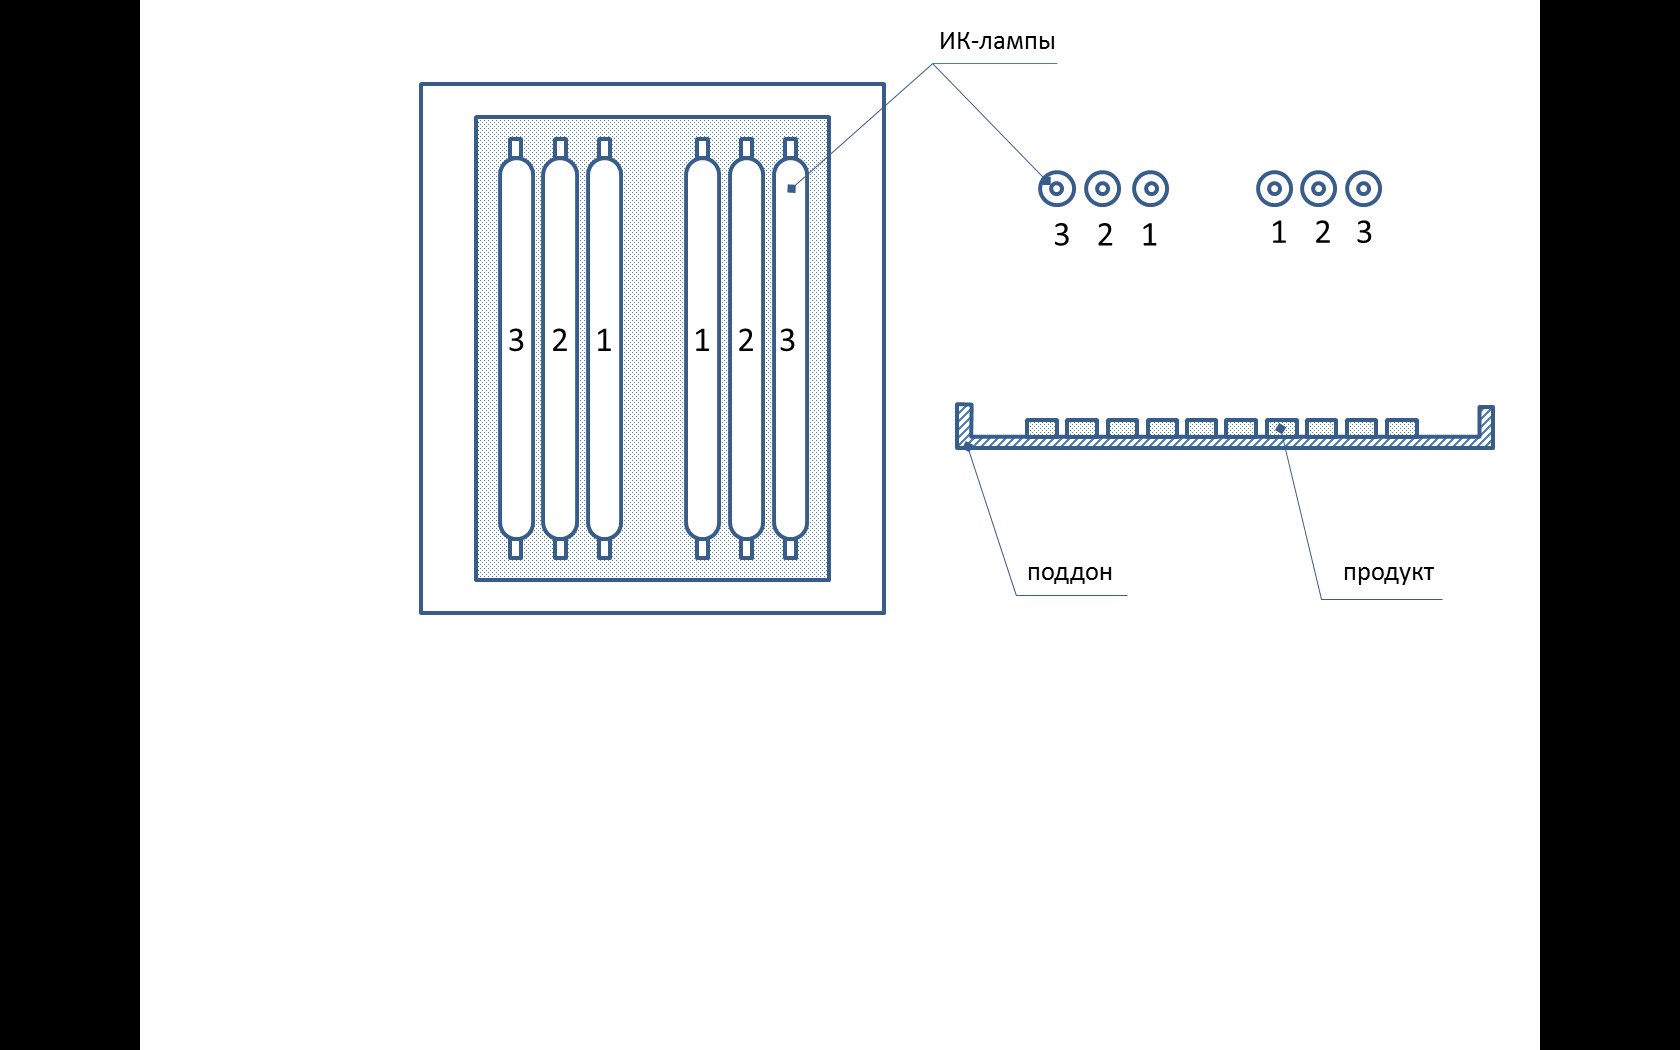 ИК-лампы
3 2 1 1 2 3
3 2 1 1 2 3
поддон
продукт